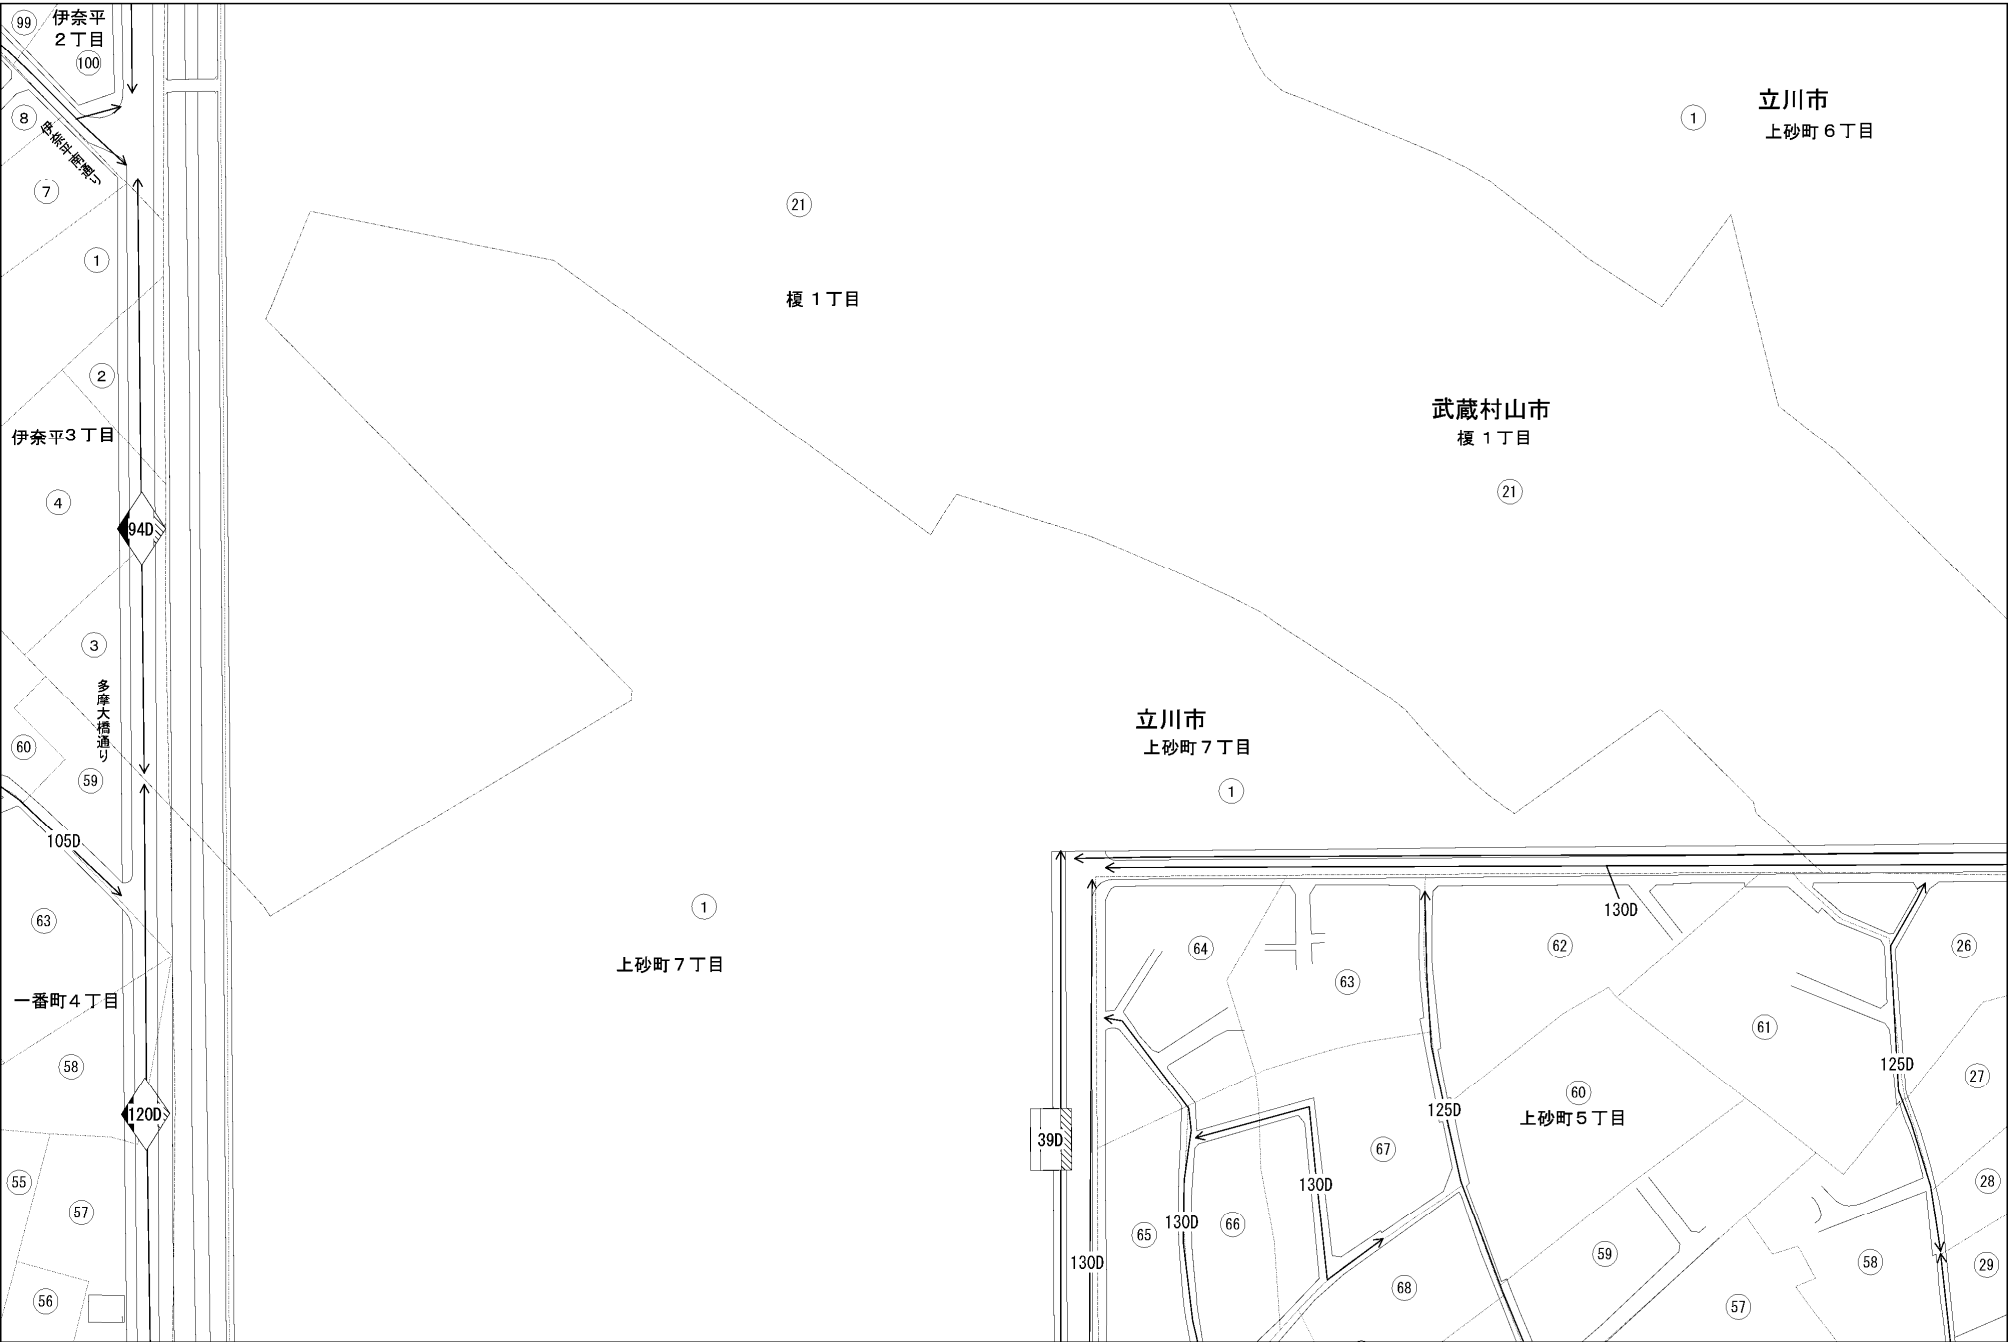 99
伊奈平
２丁目
100
8
伊奈平南通り
7
1
2
伊奈平３丁目
4
94D
3
多摩大橋通り
60
59
105D
63
一番町４丁目
58
120D
55
57
56
21
榎 １丁目
立川市
上砂町６丁目
1
武蔵村山市
榎 １丁目
21
立川市
上砂町７丁目
1
1
上砂町７丁目
130D
64
63
62
26
61
125D
27
60
上砂町５丁目
125D
39D
67
130D
28
65
130D
66
59
58
29
130D
68
57